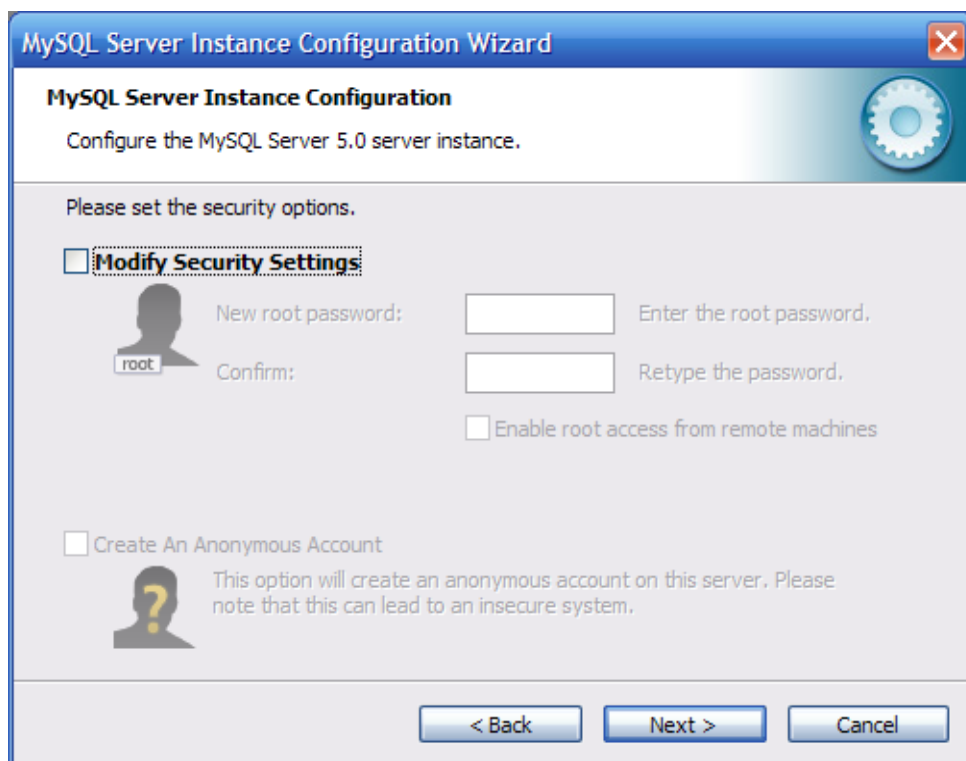 MySQL Server Instance Configuration Wizard
MySQL Server Instance Configuration
Configure the MySQL Server 5.0 server instance.
Please set the security options.
Modify Security Settings
root
New root password:
Enter the root password.
Confirm:
Retype the password.
Enable root access from remote machines
Create An Anonymous Account
?
This option will create an anonymous account on this server. Please
note that this can lead to an insecure system.
< Back
Next >
Cancel